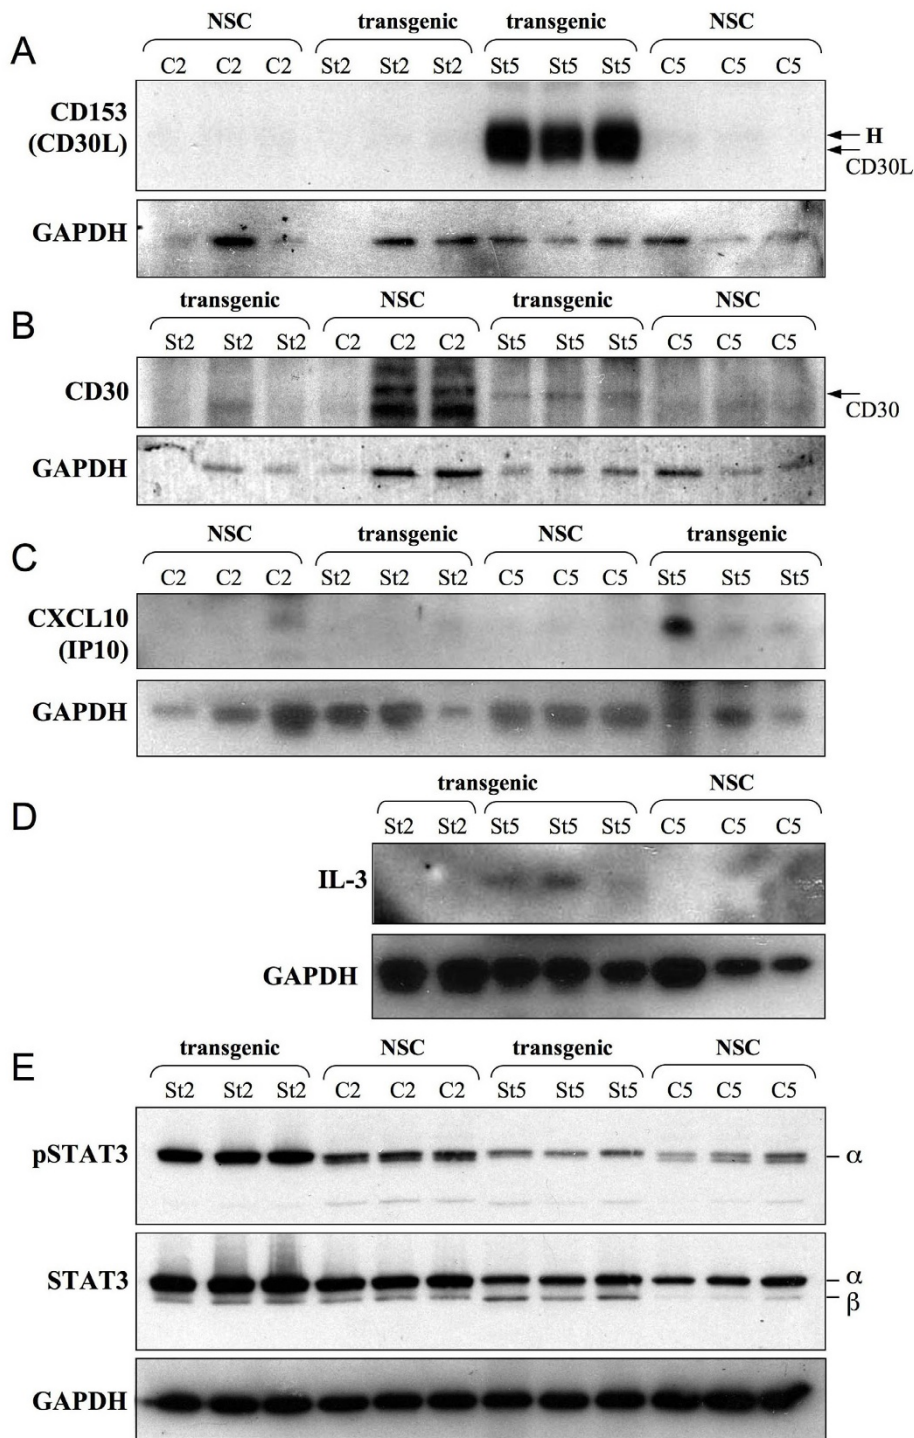 NSC transgenic transgenic NSC
A
C2 C2 C2 St2 St2 St2 St5 St5 St5 C5 C5 C5
CD153
(CD30L)
H
CD30L
GAPDH
transgenic NSC transgenic NSC
B
St2 St2 St2 C2 C2 C2 St5 St5 St5 C5 C5 C5
CD30
CD30
GAPDH
NSC transgenic NSC transgenic
C
C2 C2 C2 St2 St2 St2 C5 C5 C5 St5 St5 St5
CXCL10
(IP10)
GAPDH
transgenic NSC
D
St2 St2 St5 St5 St5 C5 C5 C5
IL-3
GAPDH
transgenic NSC transgenic NSC
E
St2 St2 St2 C2 C2 C2 St5 St5 St5 C5 C5 C5
pSTAT3 α
STAT3 α
β
GAPDH